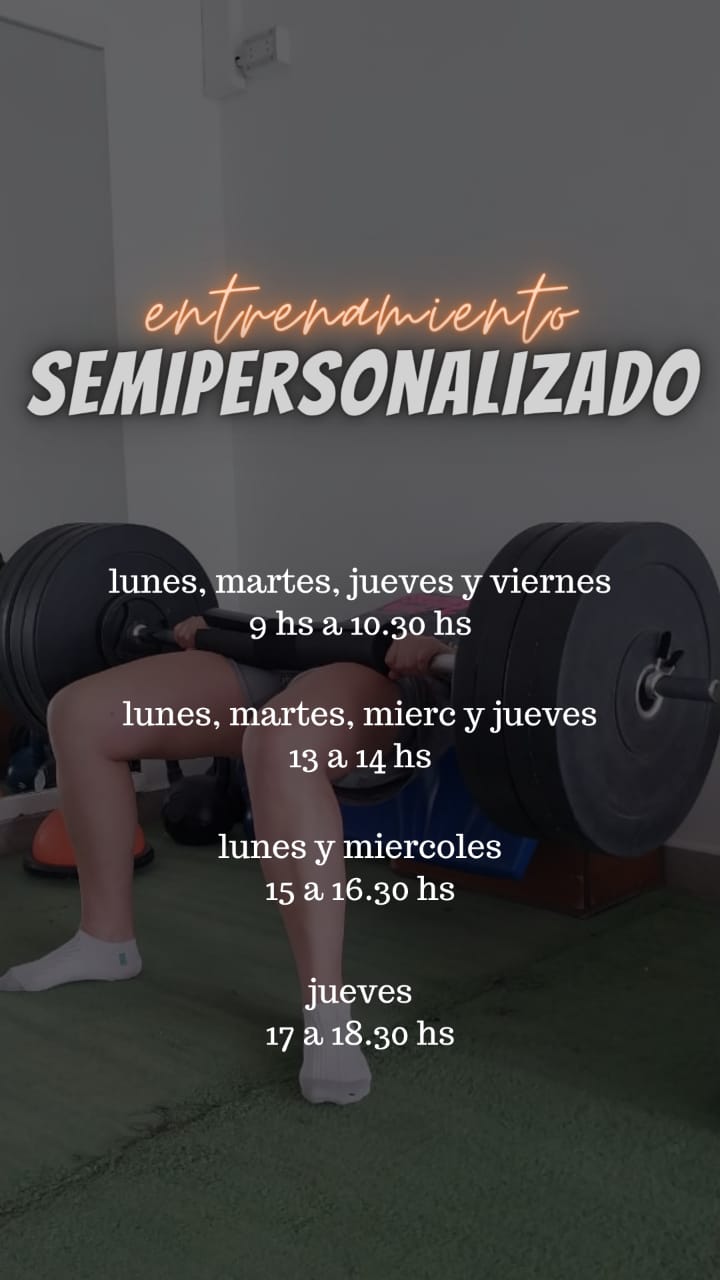 entrenamiento
SEMIPERSONALIZADO
lunes, martes, jueves y viernes
9 hs a 10.30 hs
lunes, martes, mierc y jueves
13 a 14 hs
lunes y miercoles
15 a 16.30 hs
jueves
17 a 18.30 hs